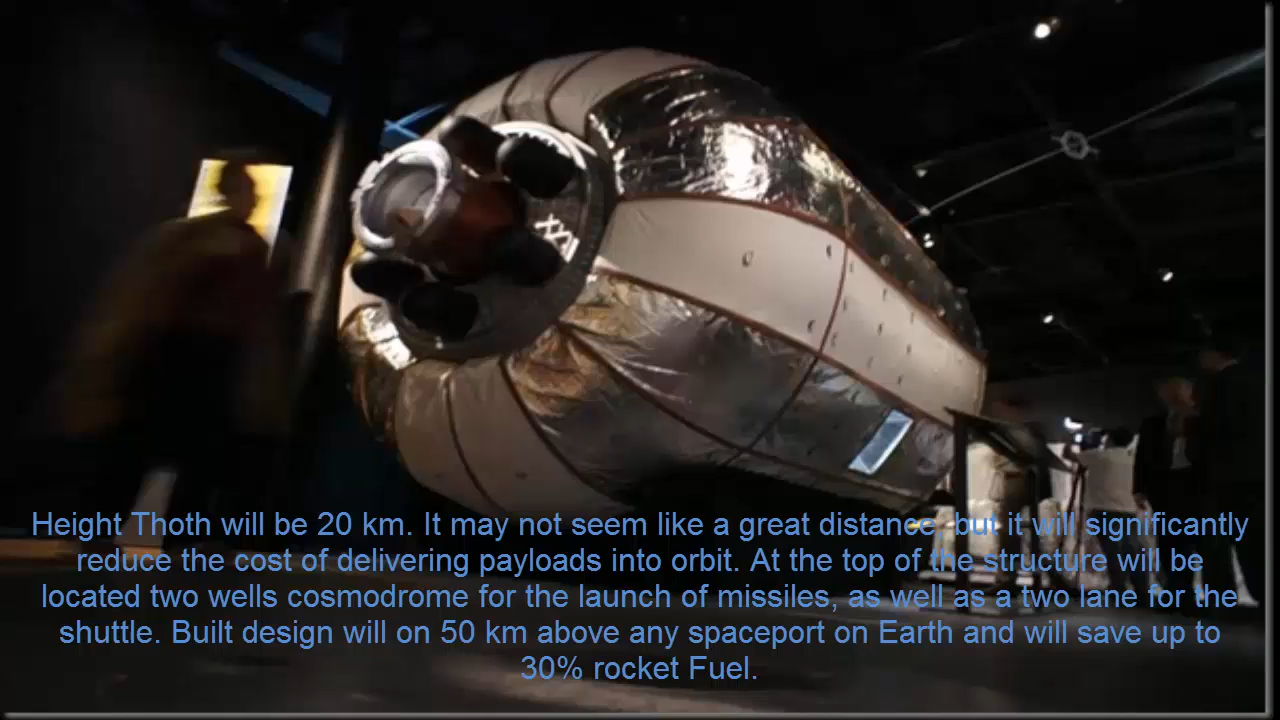 Height Thoth will be 20 km. It may not seem like a great distance, but it will significantly
reduce the cost of delivering payloads into orbit. At the top of the structure will be
located two wells cosmodrome for the launch of missiles, as well as a two lane for the
shuttle. Built design will on 50 km above any spaceport on Earth and will save up to
30% rocket Fuel.